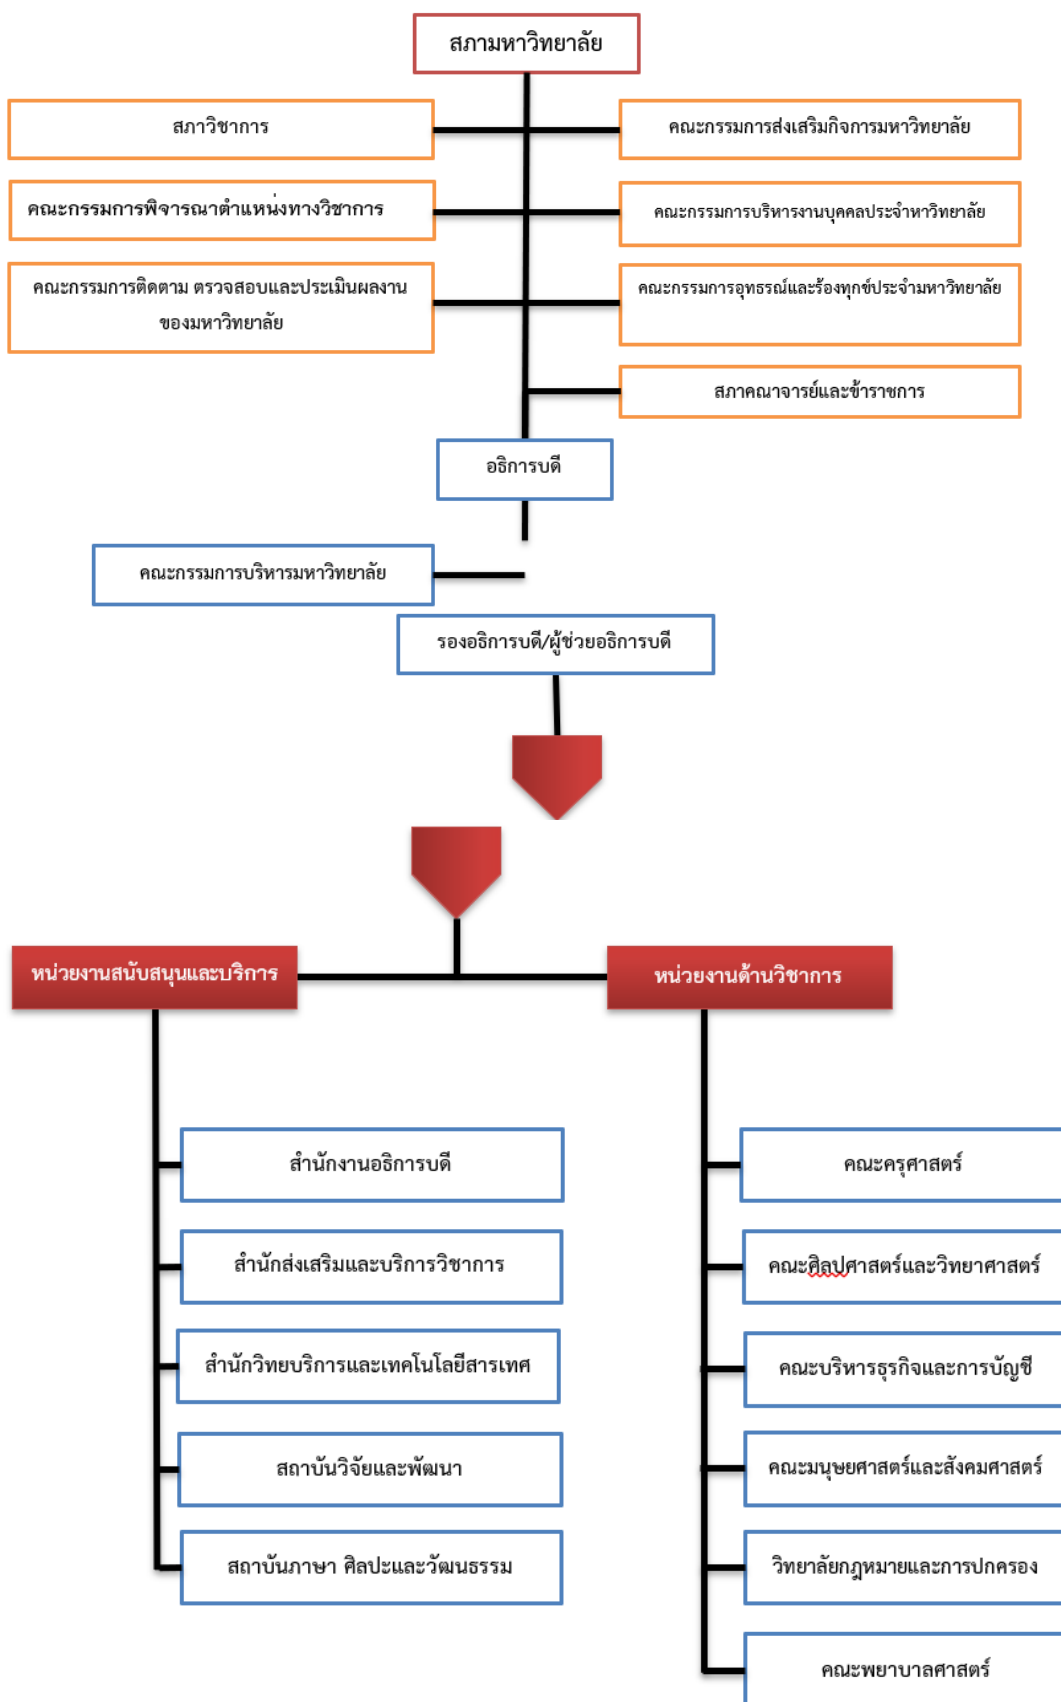 สภามหาวิทยาลัย
สภาวิชาการ
คณะกรรมการส่งเสริมกิจการมหาวิทยาลัย
คณะกรรมการพิจารณาตำแหน่งทางวิชาการ
คณะกรรมการบริหารงานบุคคลประจำหาวิทยาลัย
คณะกรรมการติดตาม ตรวจสอบและประเมินผลงาน
ของมหาวิทยาลัย
คณะกรรมการอุทธรณ์และร้องทุกข์ประจำมหาวิทยาลัย
สภาคณาจารย์และข้าราชการ
อธิการบดี
คณะกรรมการบริหารมหาวิทยาลัย
รองอธิการบดี/ผู้ช่วยอธิการบดี
หน่วยงานสนับสนุนและบริการ
หน่วยงานด้านวิชาการ
สำนักงานอธิการบดี
คณะครุศาสตร์
สำนักส่งเสริมและบริการวิชาการ
คณะศิลปศาสตร์และวิทยาศาสตร์
สำนักวิทยบริการและเทคโนโลยีสารเทศ
คณะบริหารธุรกิจและการบัญชี
สถาบันวิจัยและพัฒนา
คณะมนุษยศาสตร์และสังคมศาสตร์
สถาบันภาษา ศิลปะและวัฒนธรรม
วิทยาลัยกฎหมายและการปกครอง
คณะพยาบาลศาสตร์